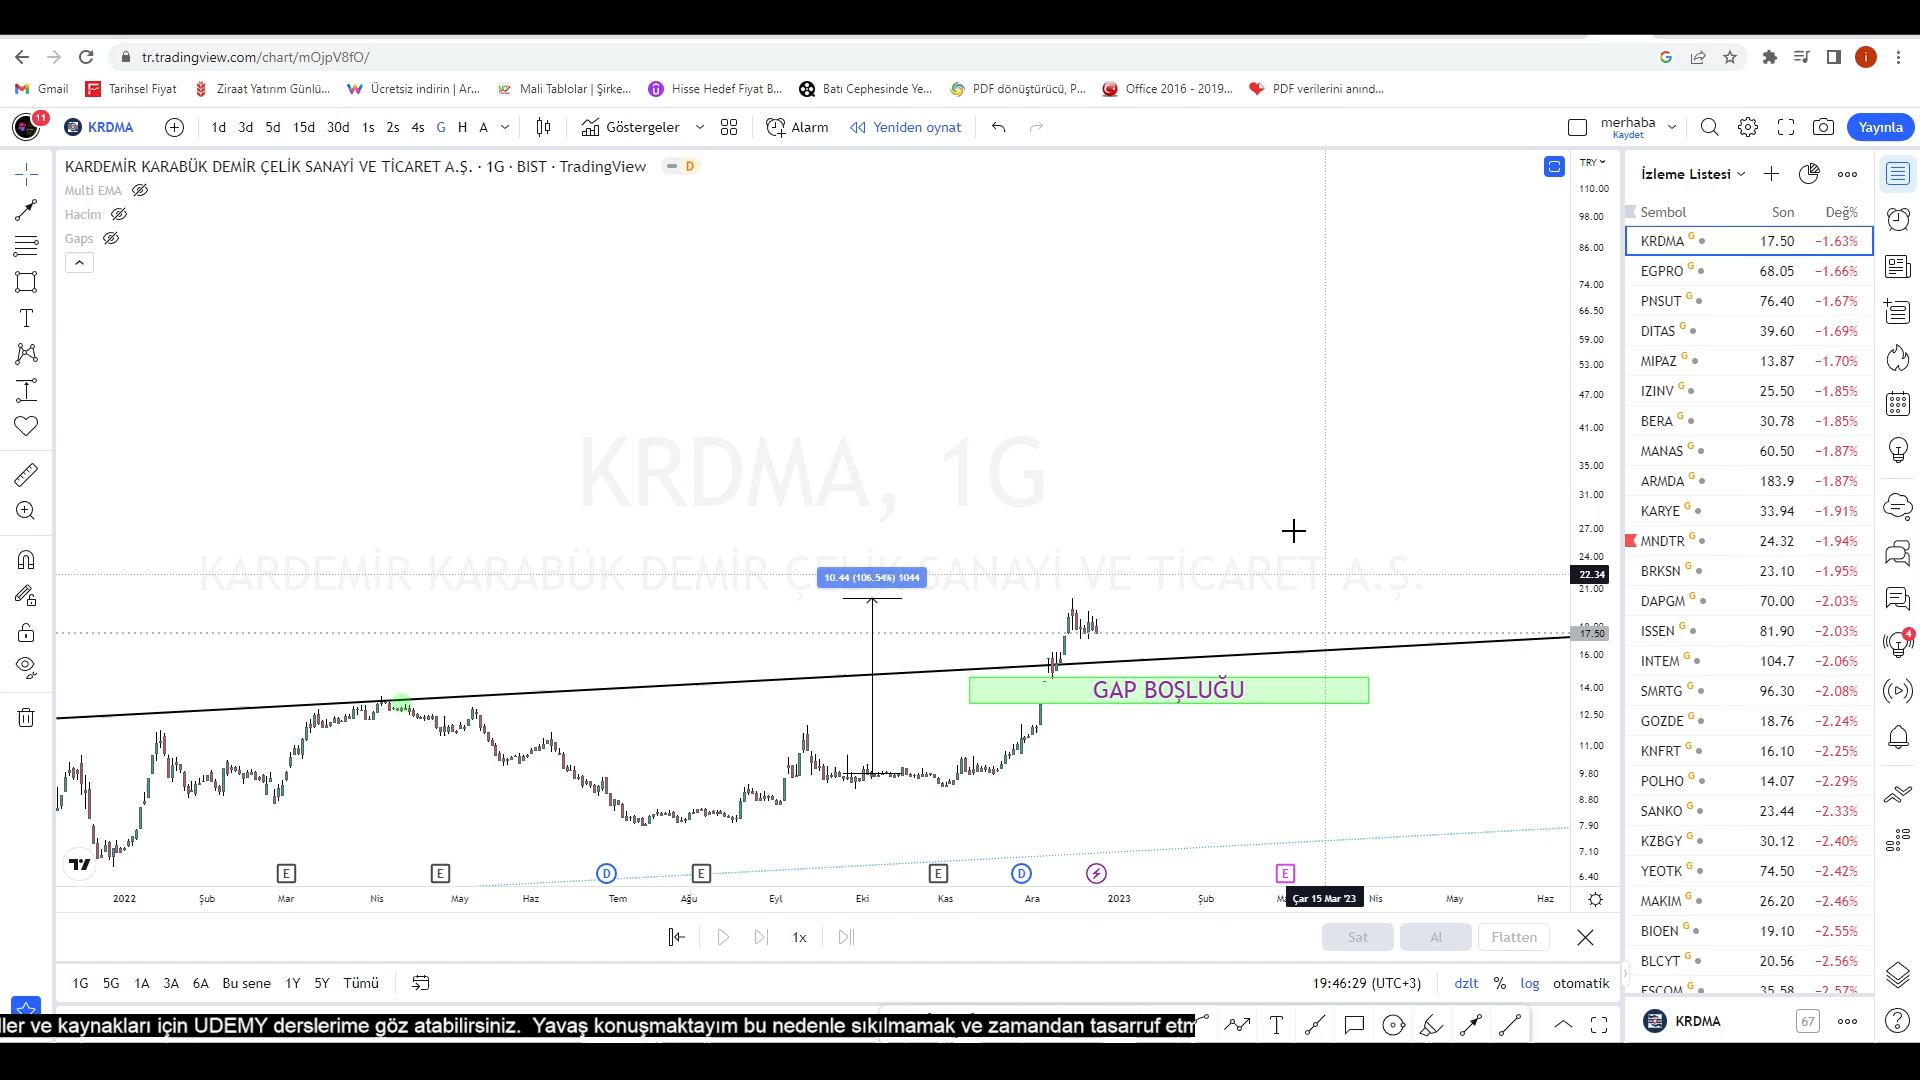 tr.tradingview.com/chart/mOjpV8fO/
Gmail Tarihsel Fiyat Ziraat Yatırım Günlü... Ücretsiz indirin | Ar... Mali Tablolar | Şirke... Hisse Hedef Fiyat B... Batı Cephesinde Ye... PDF dönüştürücü, P... Office 2016 - 2019... PDF verilerini anınd...
11 KRDMA 1d 3d 5d 15d 30d 1s 2s 4s G H A Göstergeler Alarm Yeniden oynat merhaba Kaydet Yayınla
KARDEMİR KARABÜK DEMİR ÇELİK SANAYİ VE TİCARET A.Ş. · 1G · BIST · TradingView D
Multi EMA
Hacim
Gaps
KRDMA, 1G
KARDEMİR KARABÜK DEMİR ÇELİK SANAYİ VE TİCARET A.Ş.
10.44 (106.54%) 1044
GAP BOŞLUĞU
TRY
110.00
98.00
86.00
74.00
66.50
59.00
53.00
47.00
41.00
35.00
31.00
27.00
24.00
22.34
21.00
17.50
16.00
14.00
12.50
11.00
9.80
8.80
7.90
7.10
6.40
E E D E E D E
2022 Şub Mar Nis May Haz Tem Ağu Eyl Eki Kas Ara 2023 Şub Çar 15 Mar '23 Nis May Haz
1x Sat Al Flatten
1G 5G 1A 3A 6A Bu sene 1Y 5Y Tümü 19:46:29 (UTC+3) dzlt % log otomatik
ller ve kaynakları için UDEMY derslerime göz atabilirsiniz. Yavaş konuşmaktayım bu nedenle sıkılmamak ve zamandan tasarruf etm
İzleme Listesi
Sembol Son Değ%
KRDMA G 17.50 −1.63%
EGPRO G 68.05 −1.66%
PNSUT G 76.40 −1.67%
DITAS G 39.60 −1.69%
MIPAZ G 13.87 −1.70%
IZINV G 25.50 −1.85%
BERA G 30.78 −1.85%
MANAS G 60.50 −1.87%
ARMDA G 183.9 −1.87%
KARYE G 33.94 −1.91%
MNDTR G 24.32 −1.94%
BRKSN G 23.10 −1.95%
DAPGM G 70.00 −2.03%
ISSEN G 81.90 −2.03%
INTEM G 104.7 −2.06%
SMRTG G 96.30 −2.08%
GOZDE G 18.76 −2.24%
KNFRT G 16.10 −2.25%
POLHO G 14.07 −2.29%
SANKO G 23.44 −2.33%
KZBGY G 30.12 −2.40%
YEOTK G 74.50 −2.42%
MAKIM G 26.20 −2.46%
BIOEN G 19.10 −2.55%
BLCYT G 20.56 −2.56%
ESCOM G 35.58 −2.57%
KRDMA 67
4